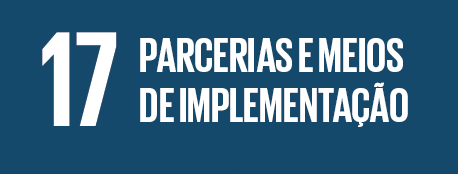 17 PARCERIAS E MEIOS
DE IMPLEMENTAÇÃO